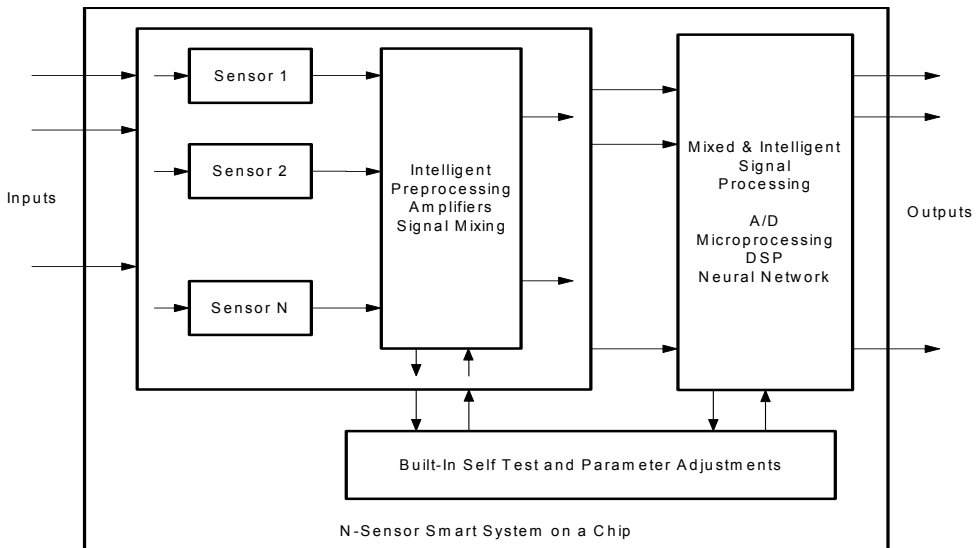 Inputs
Sensor 1
Sensor 2
Sensor N
Intelligent
Preprocessing
Amplifiers
Signal Mixing
Mixed & Intelligent
Signal
Processing
A/D
Microprocessing
DSP
Neural Network
Outputs
Built-In Self Test and Parameter Adjustments
N-Sensor Smart System on a Chip